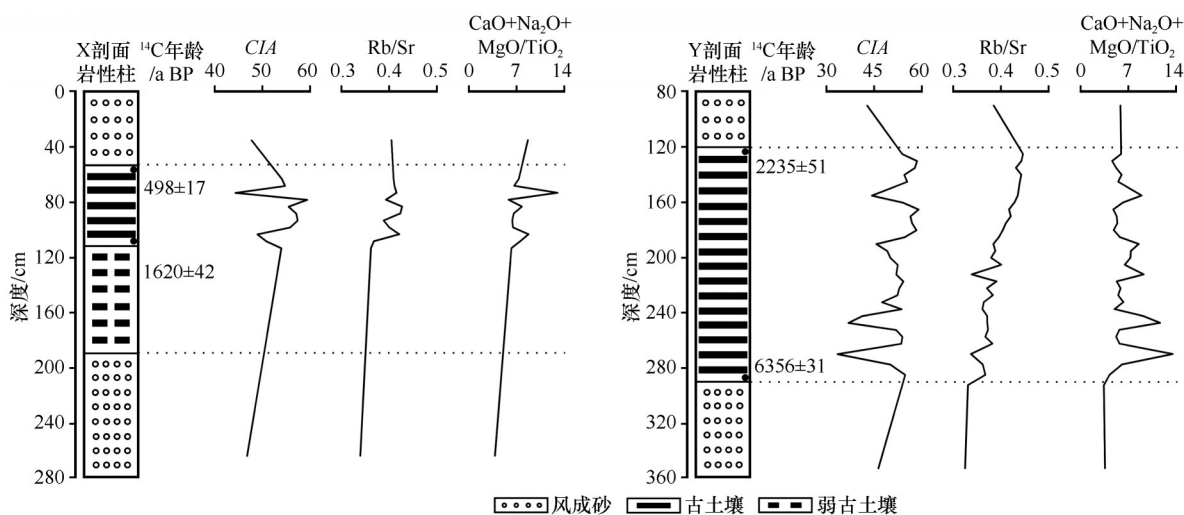 X剖面
岩性柱
¹⁴C年龄
/a BP
CIA
40 50 60
Rb/Sr
0.3 0.4 0.5
CaO+Na₂O+
MgO/TiO₂
0 7 14
深度/cm
0
40
80
120
160
200
240
280
498±17
1620±42
Y剖面
岩性柱
¹⁴C年龄
/a BP
CIA
30 45 60
Rb/Sr
0.3 0.4 0.5
CaO+Na₂O+
MgO/TiO₂
0 7 14
深度/cm
80
120
160
200
240
280
320
360
2235±51
6356±31
风成砂 古土壤 弱古土壤